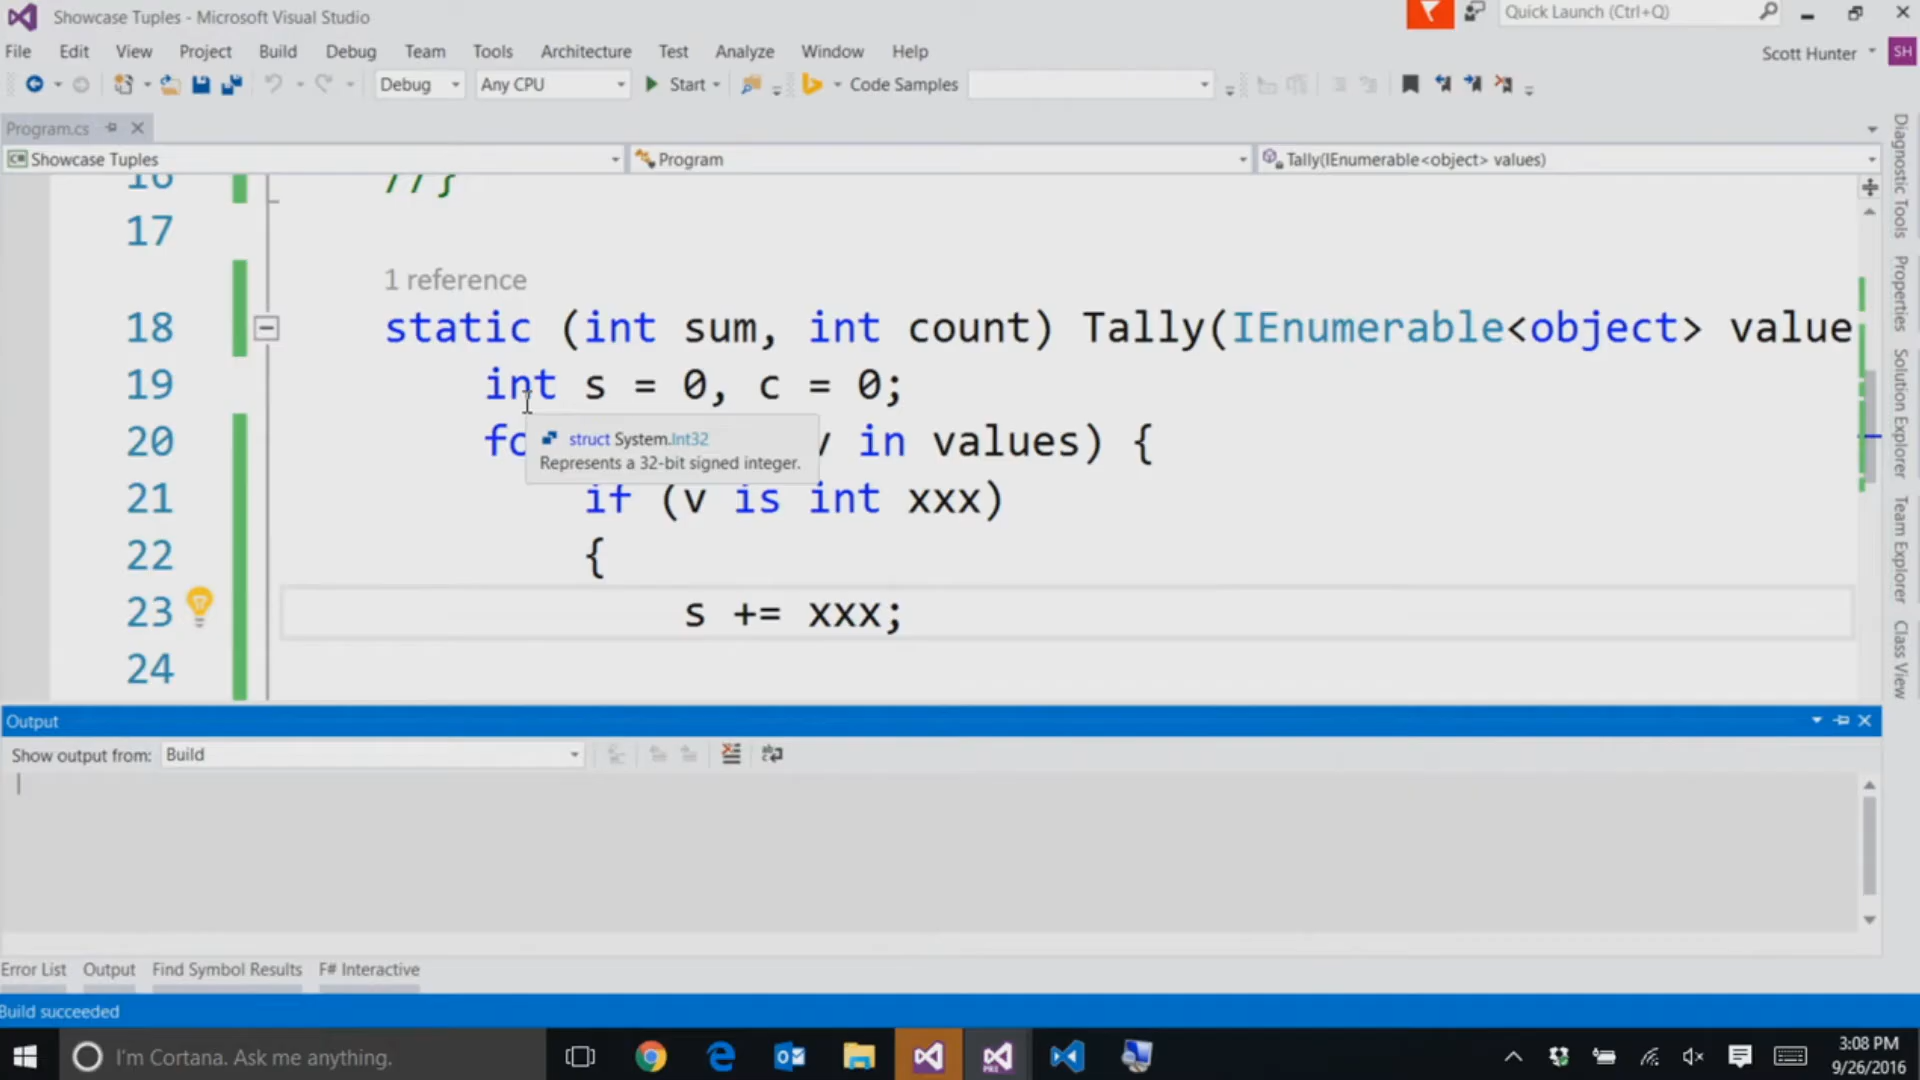 Showcase Tuples - Microsoft Visual Studio
Quick Launch (Ctrl+Q)
File Edit View Project Build Debug Team Tools Architecture Test Analyze Window Help
Scott Hunter
SH
Debug
Any CPU
Start
Code Samples
Program.cs
Showcase Tuples
Program
Tally(IEnumerable<object> values)
16 //}
17
1 reference
18 static (int sum, int count) Tally(IEnumerable<object> value
19 int s = 0, c = 0;
20 fo v in values) {
struct System.Int32
Represents a 32-bit signed integer.
21 if (v is int xxx)
22 {
23 s += xxx;
24
Diagnostic Tools
Properties
Solution Explorer
Team Explorer
Class View
Output
Show output from: Build
Error List Output Find Symbol Results F# Interactive
Build succeeded
I'm Cortana. Ask me anything.
PRE
3:08 PM
9/26/2016